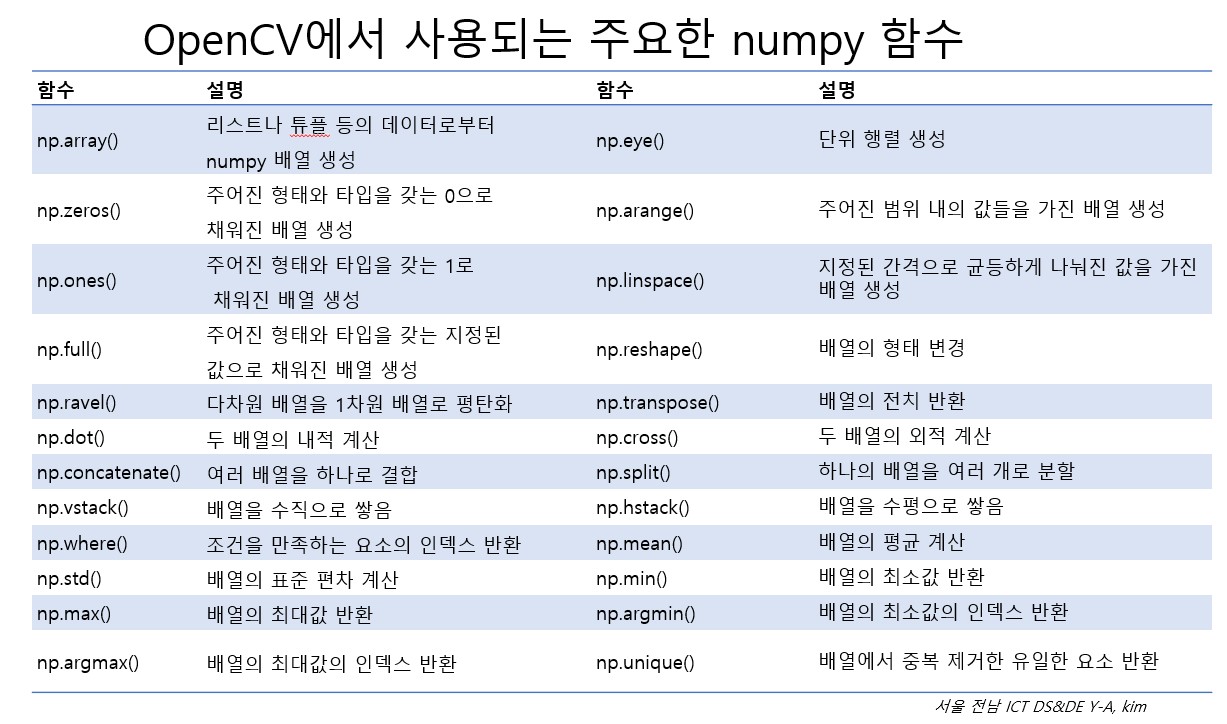 OpenCV에서 사용되는 주요한 numpy 함수
함수 설명 함수 설명
np.array() 리스트나 튜플 등의 데이터로부터 np.eye() 단위 행렬 생성
numpy 배열 생성
np.zeros() 주어진 형태와 타입을 갖는 0으로 np.arange() 주어진 범위 내의 값들을 가진 배열 생성
채워진 배열 생성
np.ones() 주어진 형태와 타입을 갖는 1로 np.linspace() 지정된 간격으로 균등하게 나눠진 값을 가진
채워진 배열 생성 배열 생성
np.full() 주어진 형태와 타입을 갖는 지정된 np.reshape() 배열의 형태 변경
값으로 채워진 배열 생성
np.ravel() 다차원 배열을 1차원 배열로 평탄화 np.transpose() 배열의 전치 반환
np.dot() 두 배열의 내적 계산 np.cross() 두 배열의 외적 계산
np.concatenate() 여러 배열을 하나로 결합 np.split() 하나의 배열을 여러 개로 분할
np.vstack() 배열을 수직으로 쌓음 np.hstack() 배열을 수평으로 쌓음
np.where() 조건을 만족하는 요소의 인덱스 반환 np.mean() 배열의 평균 계산
np.std() 배열의 표준 편차 계산 np.min() 배열의 최소값 반환
np.max() 배열의 최대값 반환 np.argmin() 배열의 최소값의 인덱스 반환
np.argmax() 배열의 최대값의 인덱스 반환 np.unique() 배열에서 중복 제거한 유일한 요소 반환
서울 전남 ICT DS&DE Y-A, kim